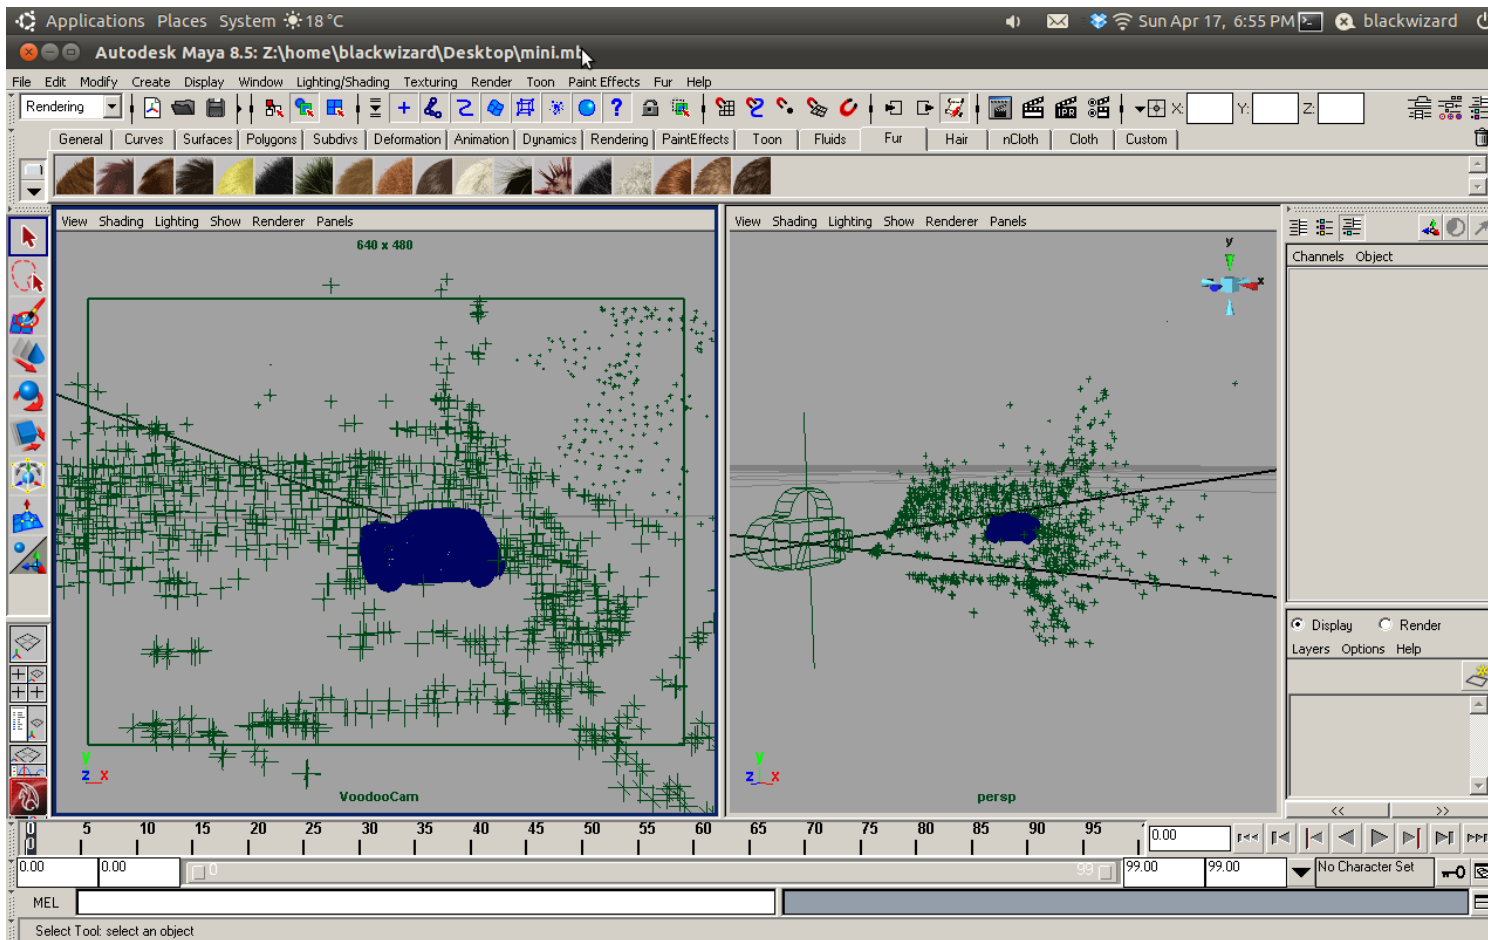 Applications Places System 18 °C Sun Apr 17, 6:55 PM blackwizard
Autodesk Maya 8.5: Z:\home\blackwizard\Desktop\mini.mb
File Edit Modify Create Display Window Lighting/Shading Texturing Render Toon Paint Effects Fur Help
Rendering X: Y: Z:
General Curves Surfaces Polygons Subdivs Deformation Animation Dynamics Rendering PaintEffects Toon Fluids Fur Hair nCloth Cloth Custom
View Shading Lighting Show Renderer Panels
640 x 480
y
z x
VoodooCam
View Shading Lighting Show Renderer Panels
y
x
y
z x
persp
Channels Object
Display Render
Layers Options Help
<< >>
0 5 10 15 20 25 30 35 40 45 50 55 60 65 70 75 80 85 90 95 0.00
0.00 0.00 0 99 99.00 99.00 No Character Set
MEL
Select Tool: select an object